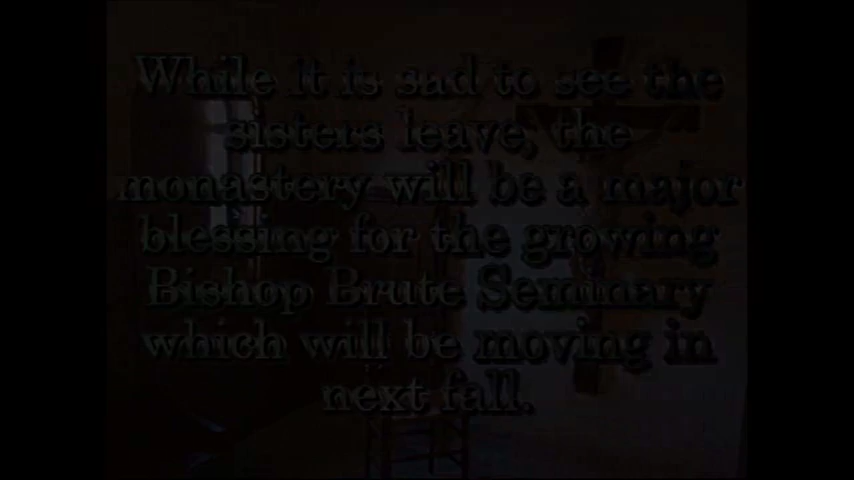 While it is sad to see the
sisters leave, the
monastery will be a major
blessing for the growing
Bishop Brute Seminary
which will be moving in
next fall.